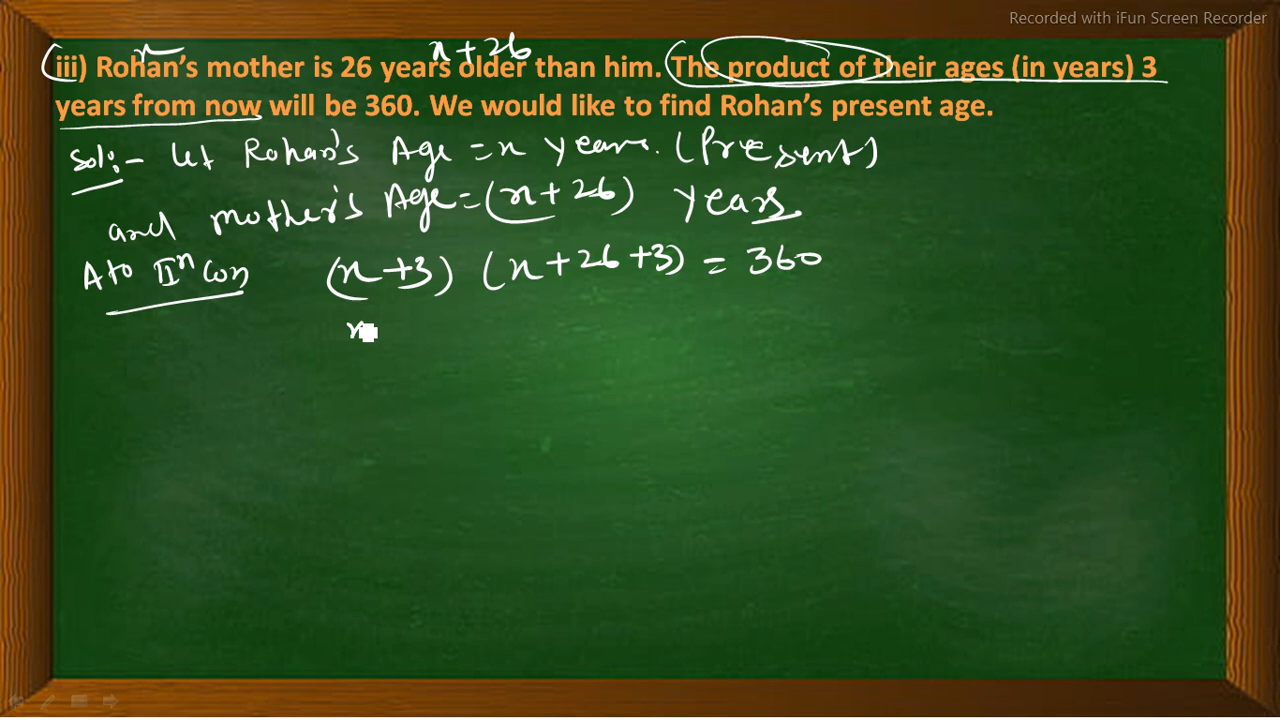 Recorded with iFun Screen Recorder
x x+26
iii) Rohan's mother is 26 years older than him. The product of their ages (in years) 3
years from now will be 360. We would like to find Rohan's present age.
Sol:- Let Rohan's Age = x years. (Present)
and mother's Age = (x+26) years
A to IIn Con (x+3) (x+26+3) = 360
x